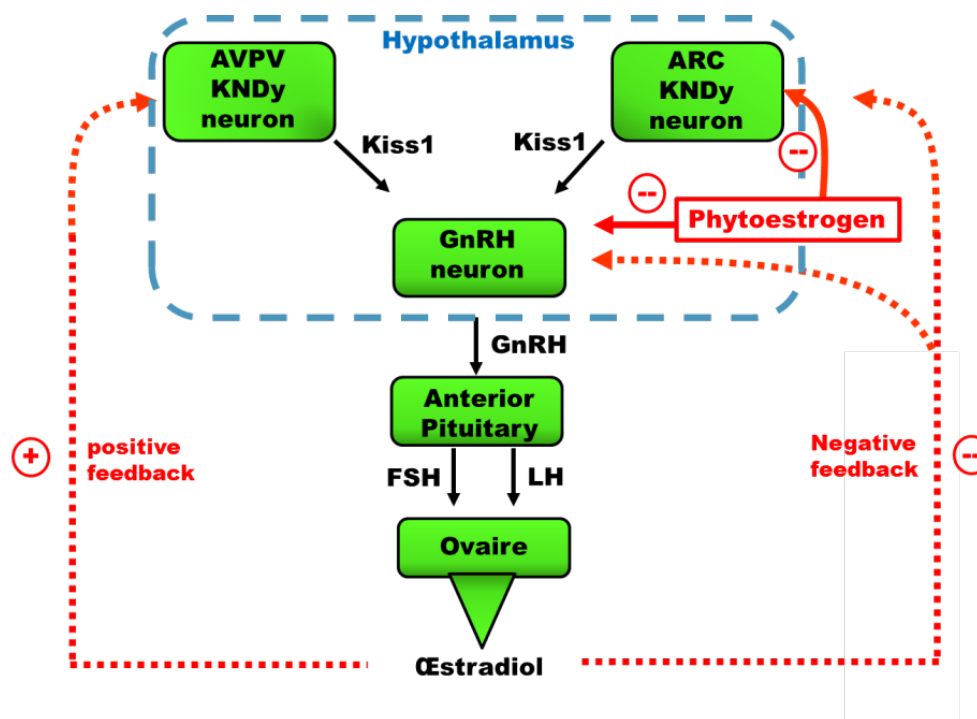 Hypothalamus
AVPV
KNDy
neuron
ARC
KNDy
neuron
Kiss1
Kiss1
--
--
Phytoestrogen
GnRH
neuron
GnRH
Anterior
Pituitary
+
positive
feedback
Negative
feedback
--
FSH
LH
Ovaire
Œstradiol